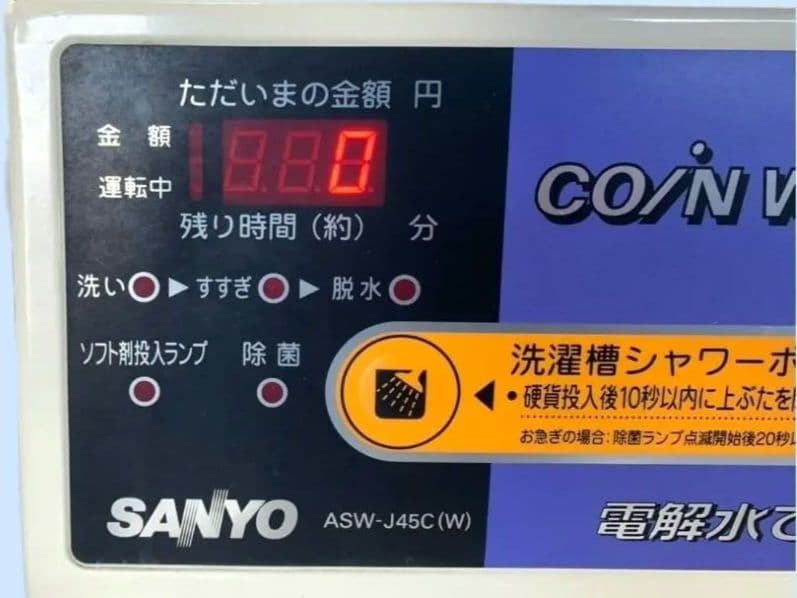 ただいまの金額 円
金額
0
運転中
残り時間(約) 分
洗い ▶ すすぎ ▶ 脱水
ソフト剤投入ランプ 除菌
COIN W
洗濯槽シャワーボ
◀ • 硬貨投入後10秒以内に上ぶたを
お急ぎの場合:除菌ランプ点滅開始後20秒
SANYO ASW-J45C(W)
電解水で